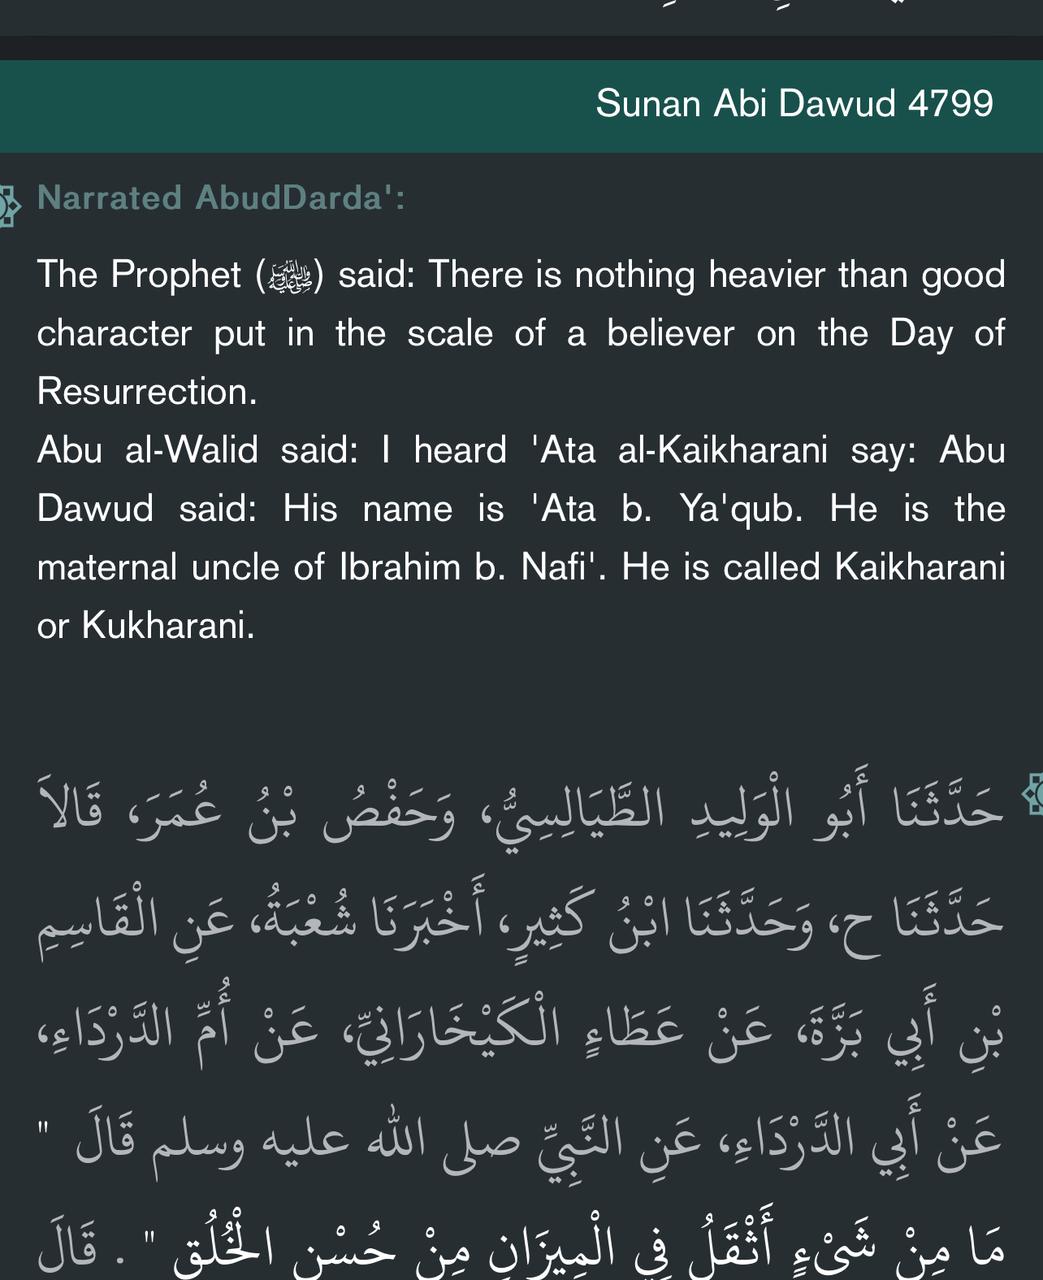 Sunan Abi Dawud 4799
Narrated AbudDarda':
The Prophet (ﷺ) said: There is nothing heavier than good
character put in the scale of a believer on the Day of
Resurrection.
Abu al-Walid said: I heard 'Ata al-Kaikharani say: Abu
Dawud said: His name is 'Ata b. Ya'qub. He is the
maternal uncle of Ibrahim b. Nafi'. He is called Kaikharani
or Kukharani.
حَدَّثَنَا أَبُو الْوَلِيدِ الطَّيَالِسِيُّ، وَحَفْصُ بْنُ عُمَرَ، قَالاَ
حَدَّثَنَا ح، وَحَدَّثَنَا ابْنُ كَثِيرٍ، أَخْبَرَنَا شُعْبَةُ، عَنِ الْقَاسِمِ
بْنِ أَبِي بَزَّةَ، عَنْ عَطَاءٍ الْكَيْخَارَانِيِّ، عَنْ أُمِّ الدَّرْدَاءِ،
عَنْ أَبِي الدَّرْدَاءِ، عَنِ النَّبِيِّ صلى الله عليه وسلم قَالَ ‏"‏
مَا مِنْ شَىْءٍ أَثْقَلُ فِي الْمِيزَانِ مِنْ حُسْنِ الْخُلُقِ ‏"‏ ‏.‏ قَالَ